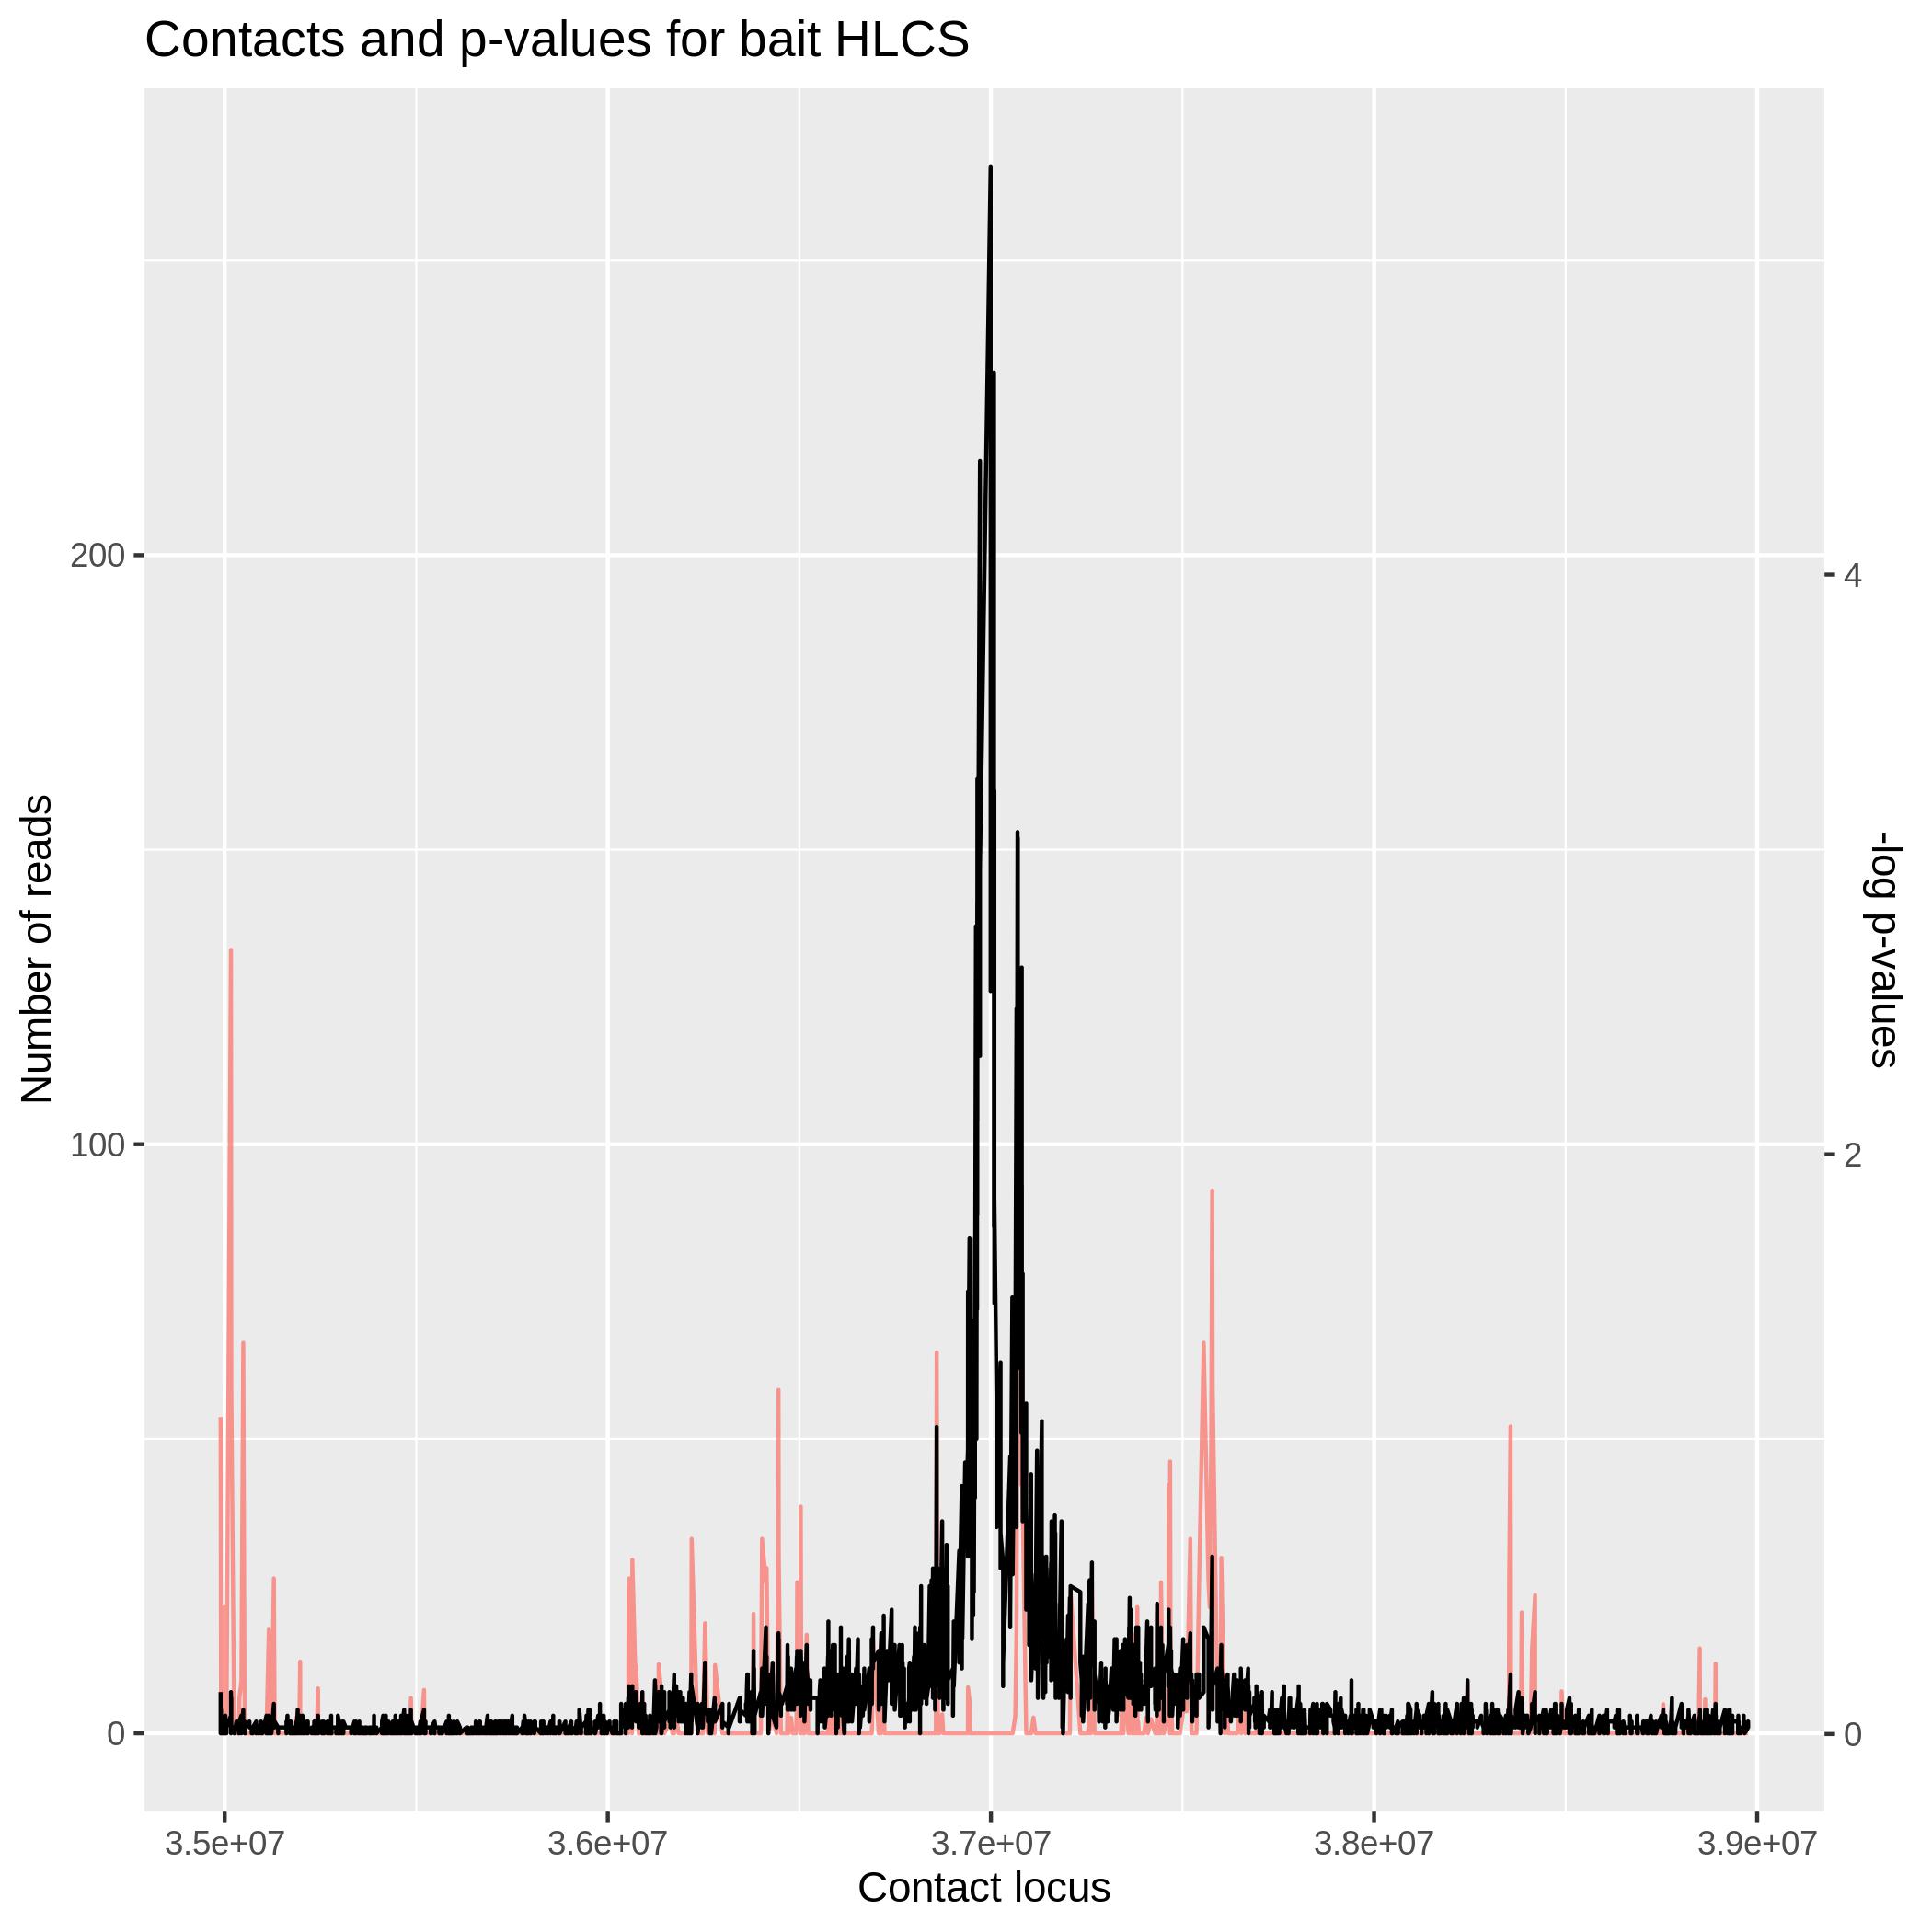 Contacts and p-values for bait HLCS
Number of reads
200
100
0
4
2
0
-log p-values
3.5e+07
3.6e+07
3.7e+07
3.8e+07
3.9e+07
Contact locus